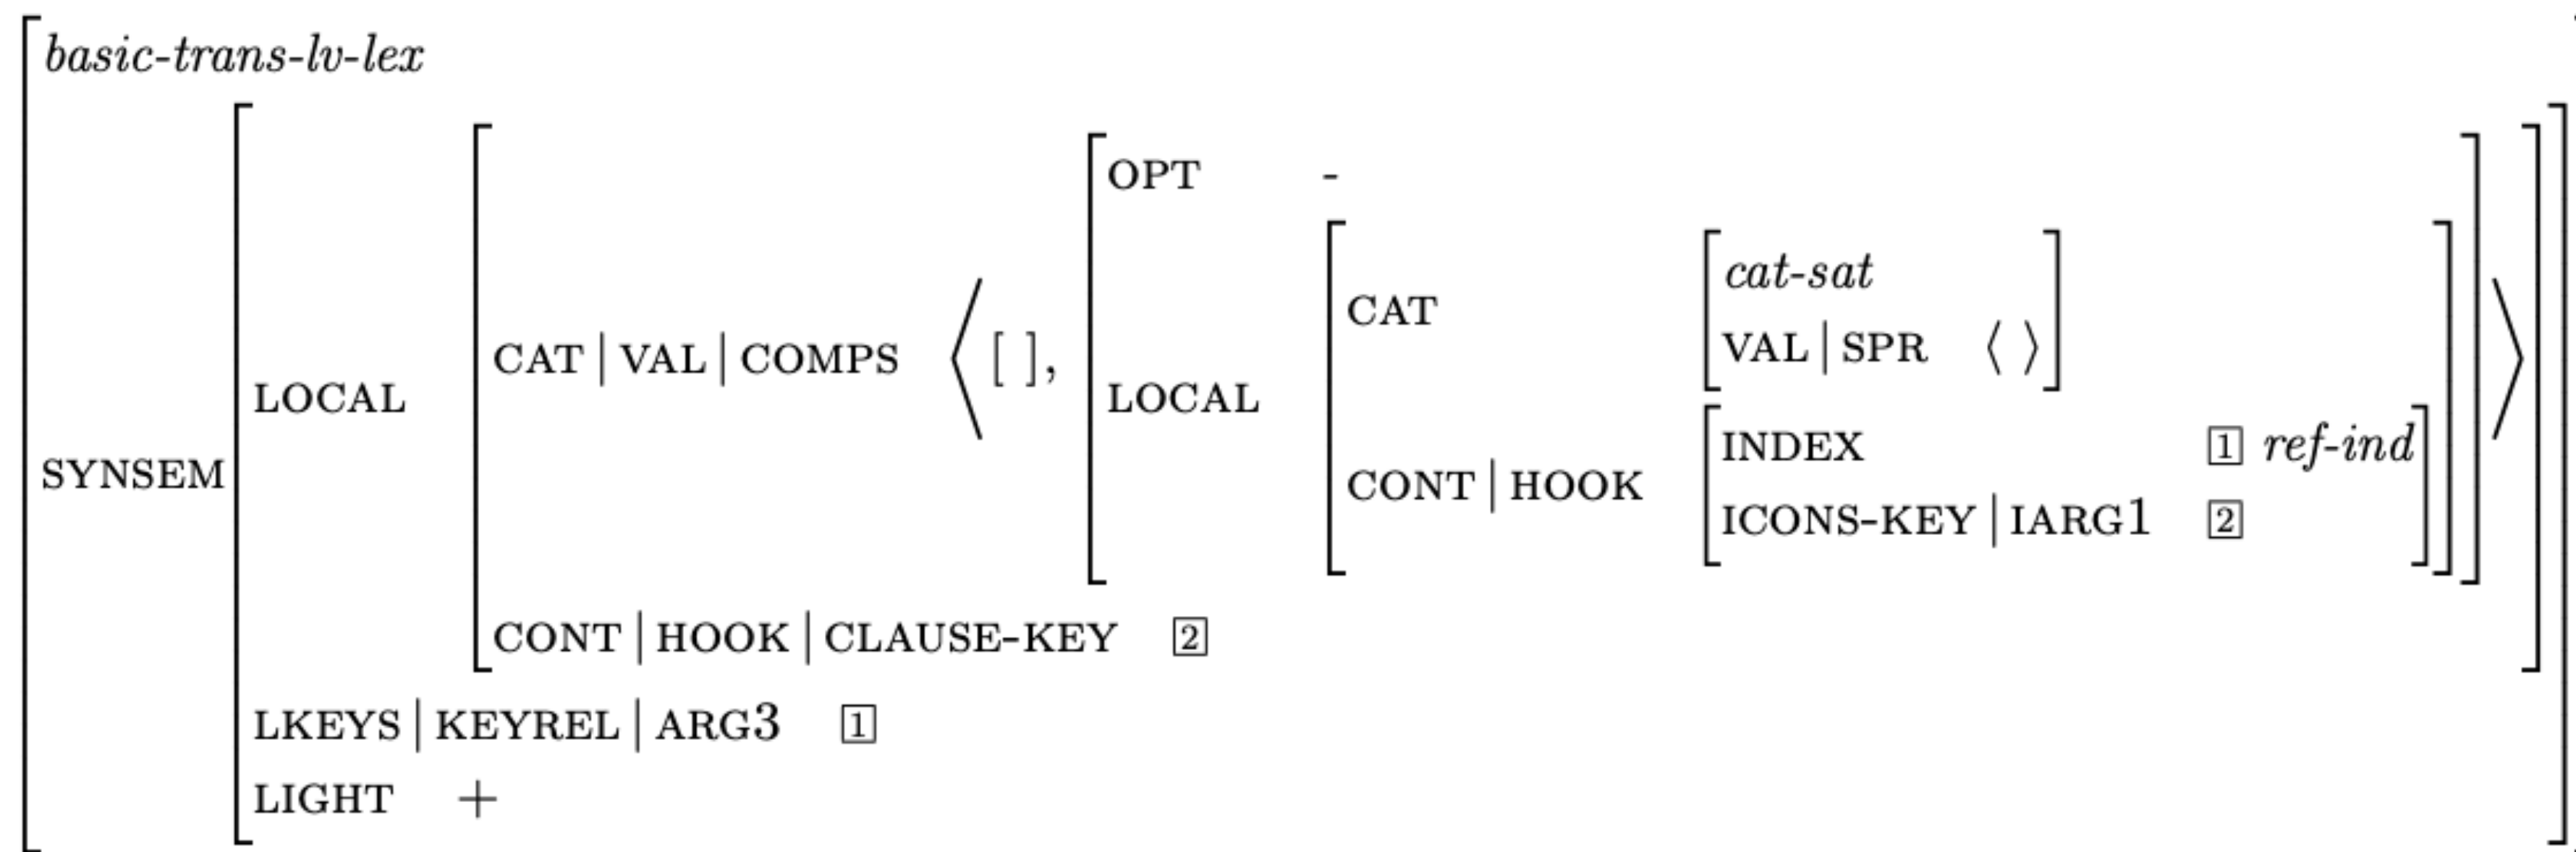 basic-trans-lv-lex
OPT -
cat-sat
CAT
VAL | SPR ⟨ ⟩
CAT | VAL | COMPS ⟨ [ ],
LOCAL LOCAL
INDEX 1 ref-ind
SYNSEM CONT | HOOK
ICONS-KEY | IARG1 2
CONT | HOOK | CLAUSE-KEY 2
LKEYS | KEYREL | ARG3 1
LIGHT +